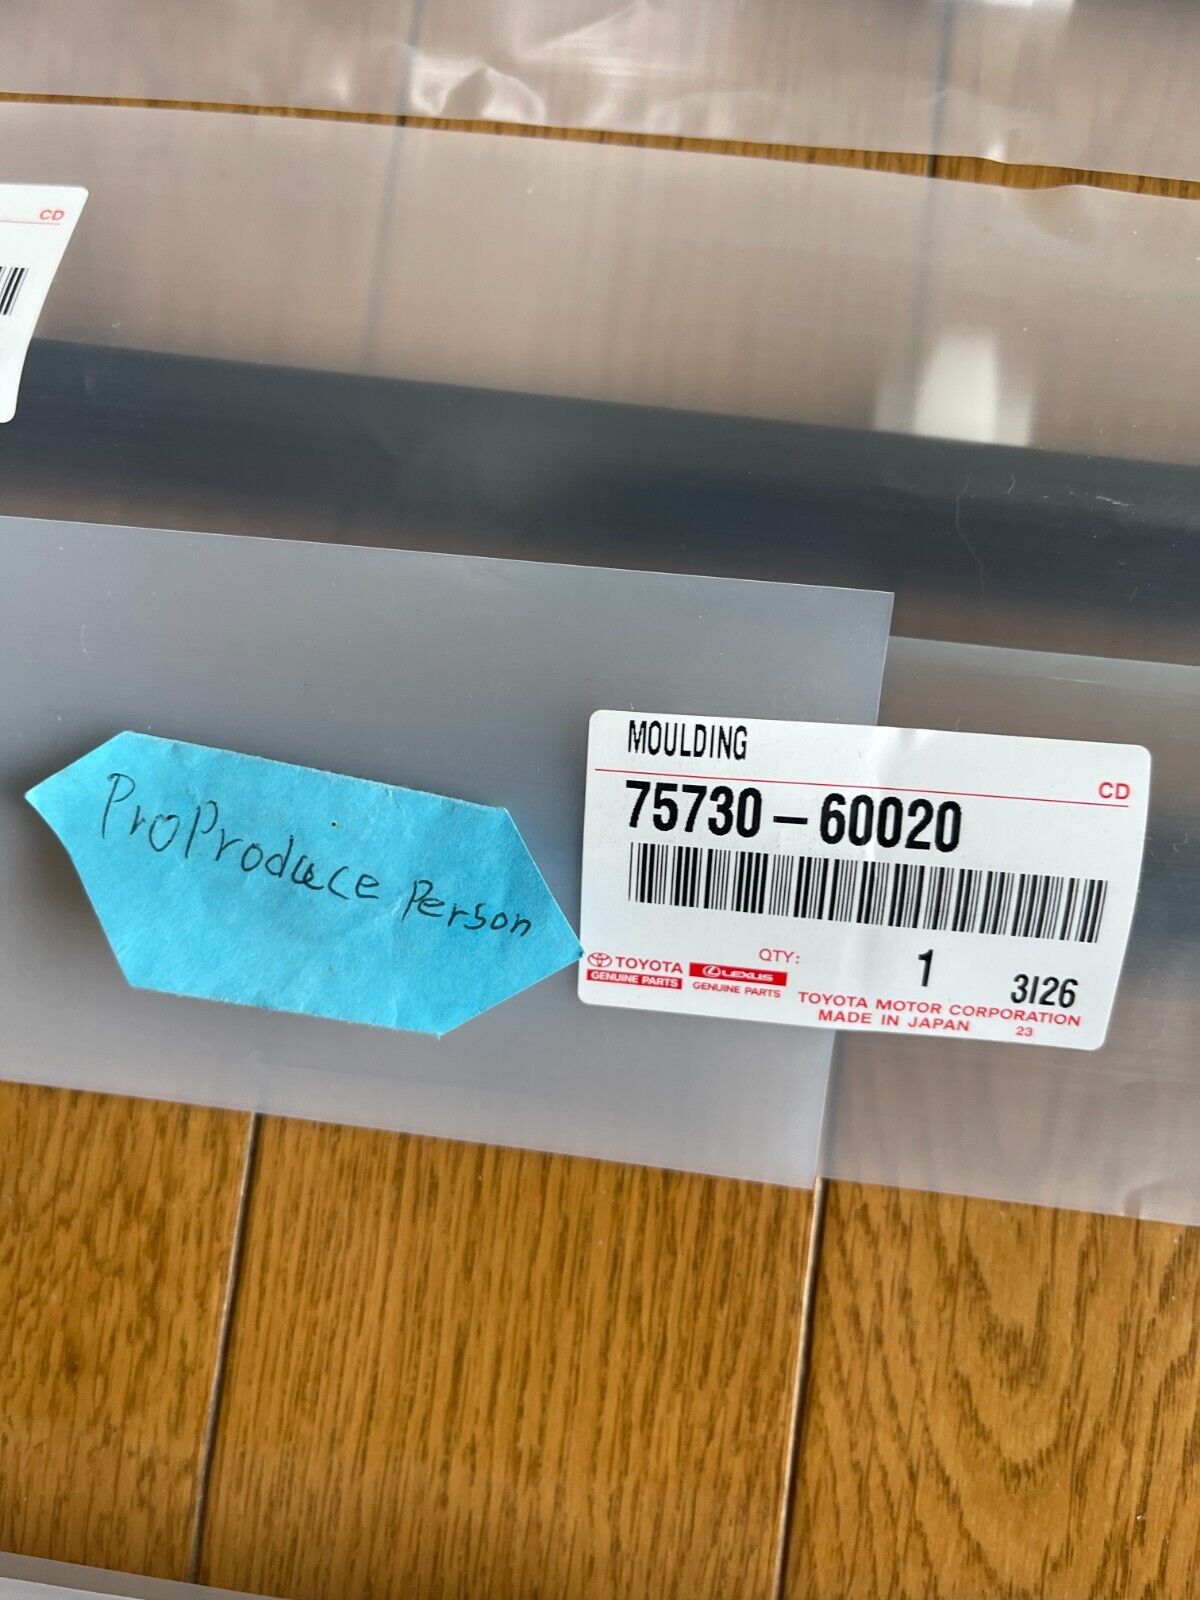 CD
MOULDING
CD
75730-60020
ProProduce Person
QTY:
1
3I26
TOYOTA
GENUINE PARTS
LEXUS
GENUINE PARTS
TOYOTA MOTOR CORPORATION
MADE IN JAPAN
23